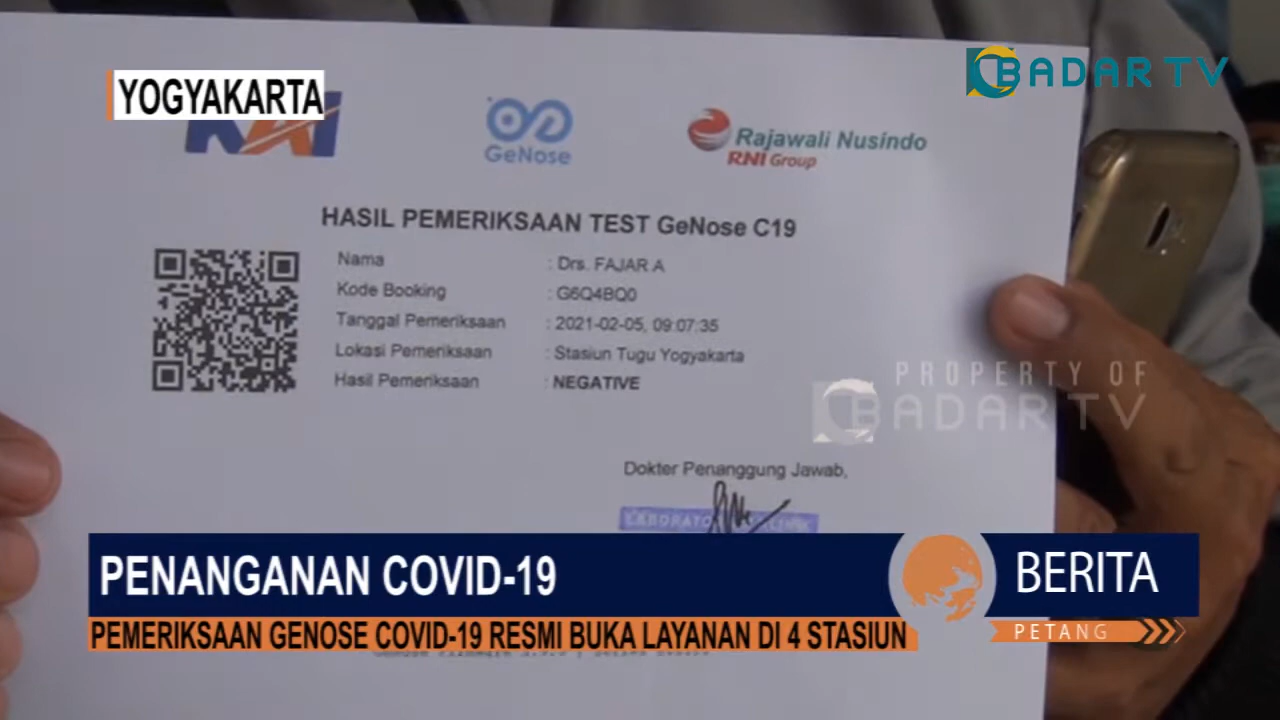 BADAR TV
YOGYAKARTA
KAI
GeNose
Rajawali Nusindo
RNI Group
HASIL PEMERIKSAAN TEST GeNose C19
Nama : Drs. FAJAR A
Kode Booking : G6Q4BQ0
Tanggal Pemeriksaan : 2021-02-05, 09:07:35
Lokasi Pemeriksaan : Stasiun Tugu Yogyakarta
Hasil Pemeriksaan : NEGATIVE
PROPERTY OF
BADAR TV
Dokter Penanggung Jawab,
PENANGANAN COVID-19
BERITA
PEMERIKSAAN GENOSE COVID-19 RESMI BUKA LAYANAN DI 4 STASIUN
PETANG